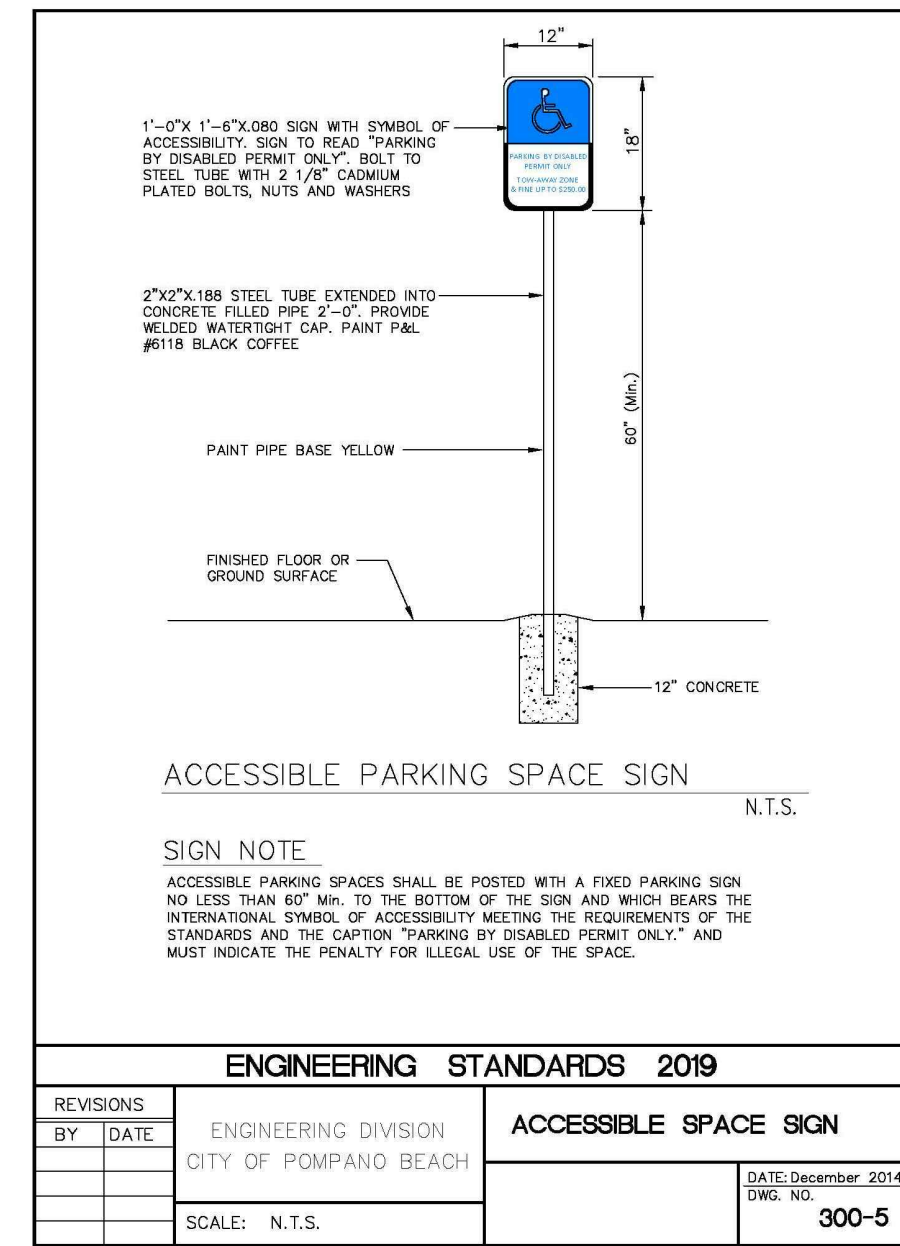 12"
1'-0"X 1'-6"X.080 SIGN WITH SYMBOL OF
ACCESSIBILITY. SIGN TO READ "PARKING
BY DISABLED PERMIT ONLY". BOLT TO
STEEL TUBE WITH 2 1/8" CADMIUM
PLATED BOLTS, NUTS AND WASHERS
PARKING BY DISABLED
PERMIT ONLY
TOW-AWAY ZONE
& FINE UP TO $250.00
18"
2"X2"X.188 STEEL TUBE EXTENDED INTO
CONCRETE FILLED PIPE 2'-0". PROVIDE
WELDED WATERTIGHT CAP. PAINT P&L
#6118 BLACK COFFEE
60" (Min.)
PAINT PIPE BASE YELLOW
FINISHED FLOOR OR
GROUND SURFACE
12" CONCRETE
ACCESSIBLE PARKING SPACE SIGN
N.T.S.
SIGN NOTE
ACCESSIBLE PARKING SPACES SHALL BE POSTED WITH A FIXED PARKING SIGN
NO LESS THAN 60" Min. TO THE BOTTOM OF THE SIGN AND WHICH BEARS THE
INTERNATIONAL SYMBOL OF ACCESSIBILITY MEETING THE REQUIREMENTS OF THE
STANDARDS AND THE CAPTION "PARKING BY DISABLED PERMIT ONLY." AND
MUST INDICATE THE PENALTY FOR ILLEGAL USE OF THE SPACE.
ENGINEERING STANDARDS 2019
REVISIONS
BY DATE
ENGINEERING DIVISION
CITY OF POMPANO BEACH
SCALE: N.T.S.
ACCESSIBLE SPACE SIGN
DATE: December 2014
DWG. NO.
300-5